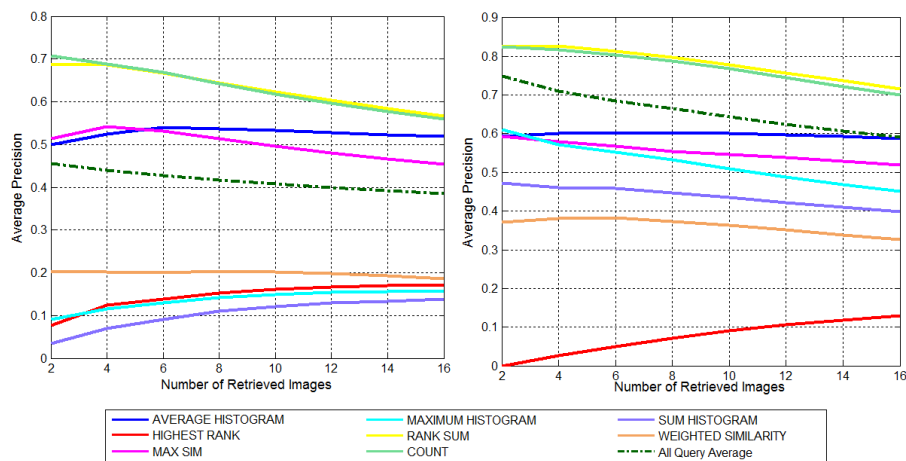 0.8
0.7
0.6
0.5
0.4
0.3
0.2
0.1
0
Average Precision
2 4 6 8 10 12 14 16
Number of Retrieved Images
0.9
0.8
0.7
0.6
0.5
0.4
0.3
0.2
0.1
0
Average Precision
2 4 6 8 10 12 14 16
Number of Retrieved Images
AVERAGE HISTOGRAM MAXIMUM HISTOGRAM SUM HISTOGRAM
HIGHEST RANK RANK SUM WEIGHTED SIMILARITY
MAX SIM COUNT All Query Average